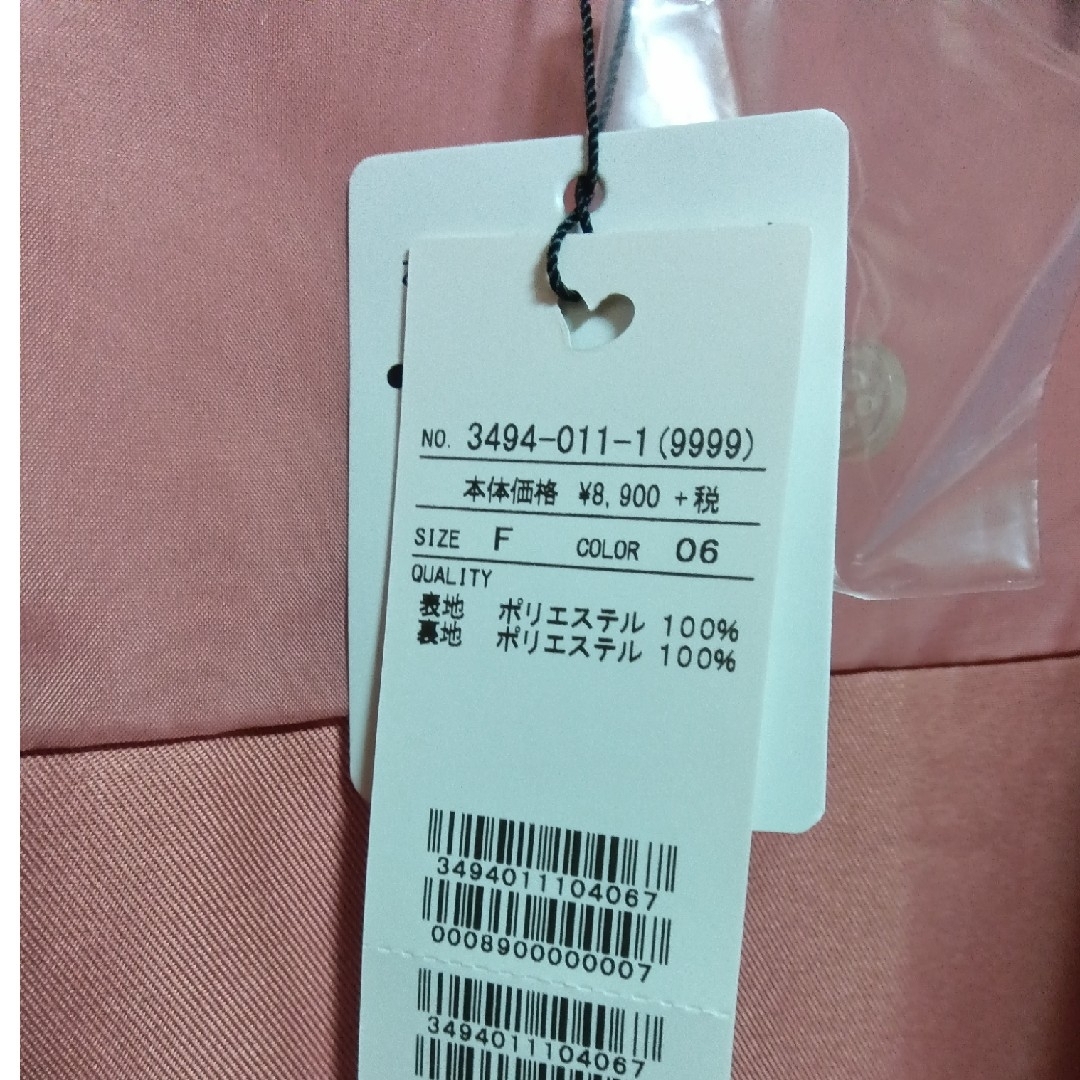 NO. 3494-011-1(9999)
本体価格 ¥8,900 +税
SIZE F COLOR 06
QUALITY
表地 ポリエステル 100%
裏地 ポリエステル 100%
3494011104067
0008900000007
3494011104067